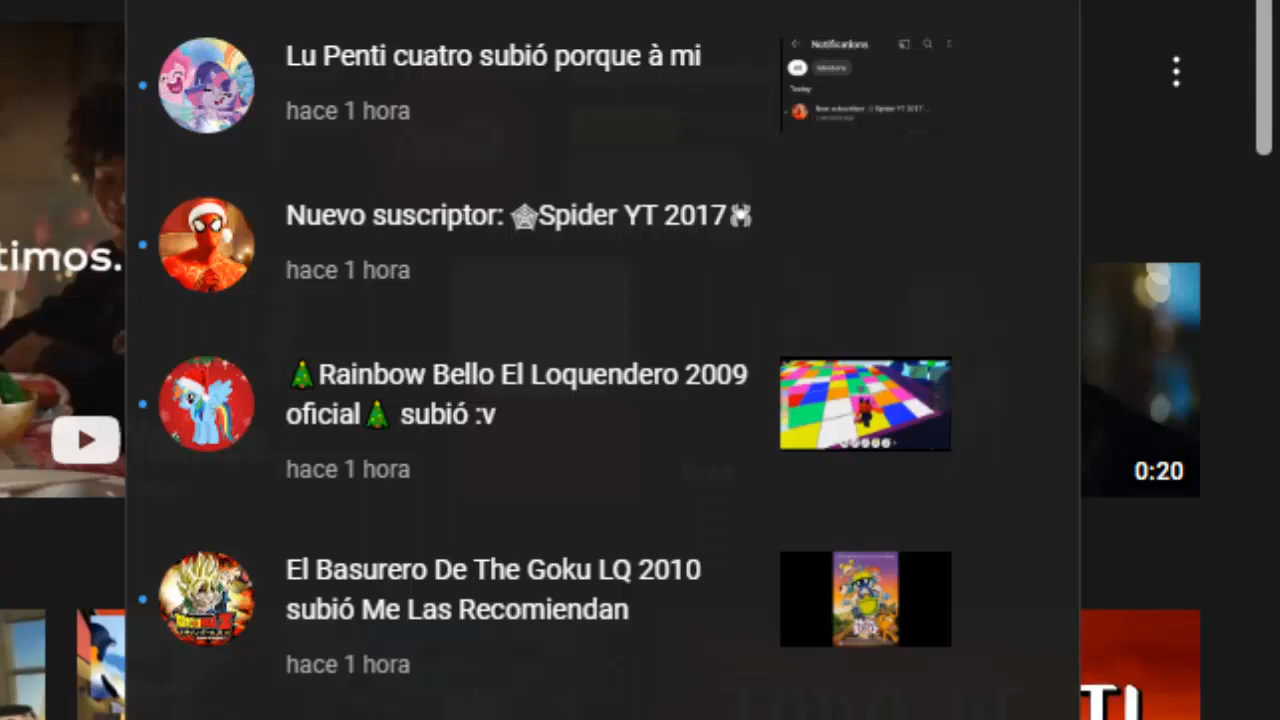 Lu Penti cuatro subió porque à mi
hace 1 hora
Notifications
Today
timos.
Nuevo suscriptor: 🕸Spider YT 2017🕷
hace 1 hora
🎄Rainbow Bello El Loquendero 2009
oficial🎄 subió :v
hace 1 hora
0:20
El Basurero De The Goku LQ 2010
subió Me Las Recomiendan
hace 1 hora